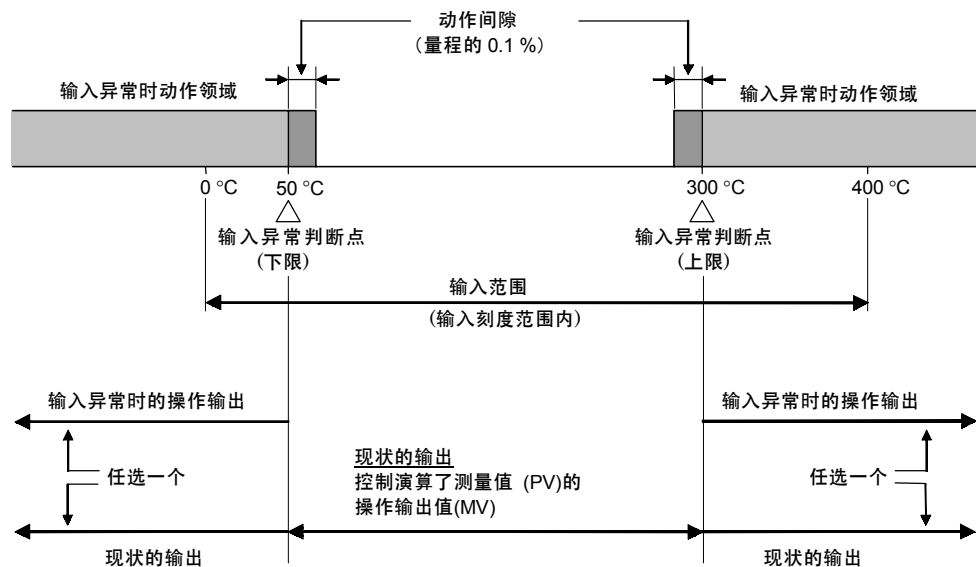 动作间隙
（量程的 0.1 %）
输入异常时动作领域
输入异常时动作领域
0 °C
50 °C
300 °C
400 °C
输入异常判断点
(下限)
输入异常判断点
(上限)
输入范围
(输入刻度范围内)
输入异常时的操作输出
输入异常时的操作输出
任选一个
现状的输出
控制演算了测量值 (PV)的
操作输出值(MV)
任选一个
现状的输出
现状的输出